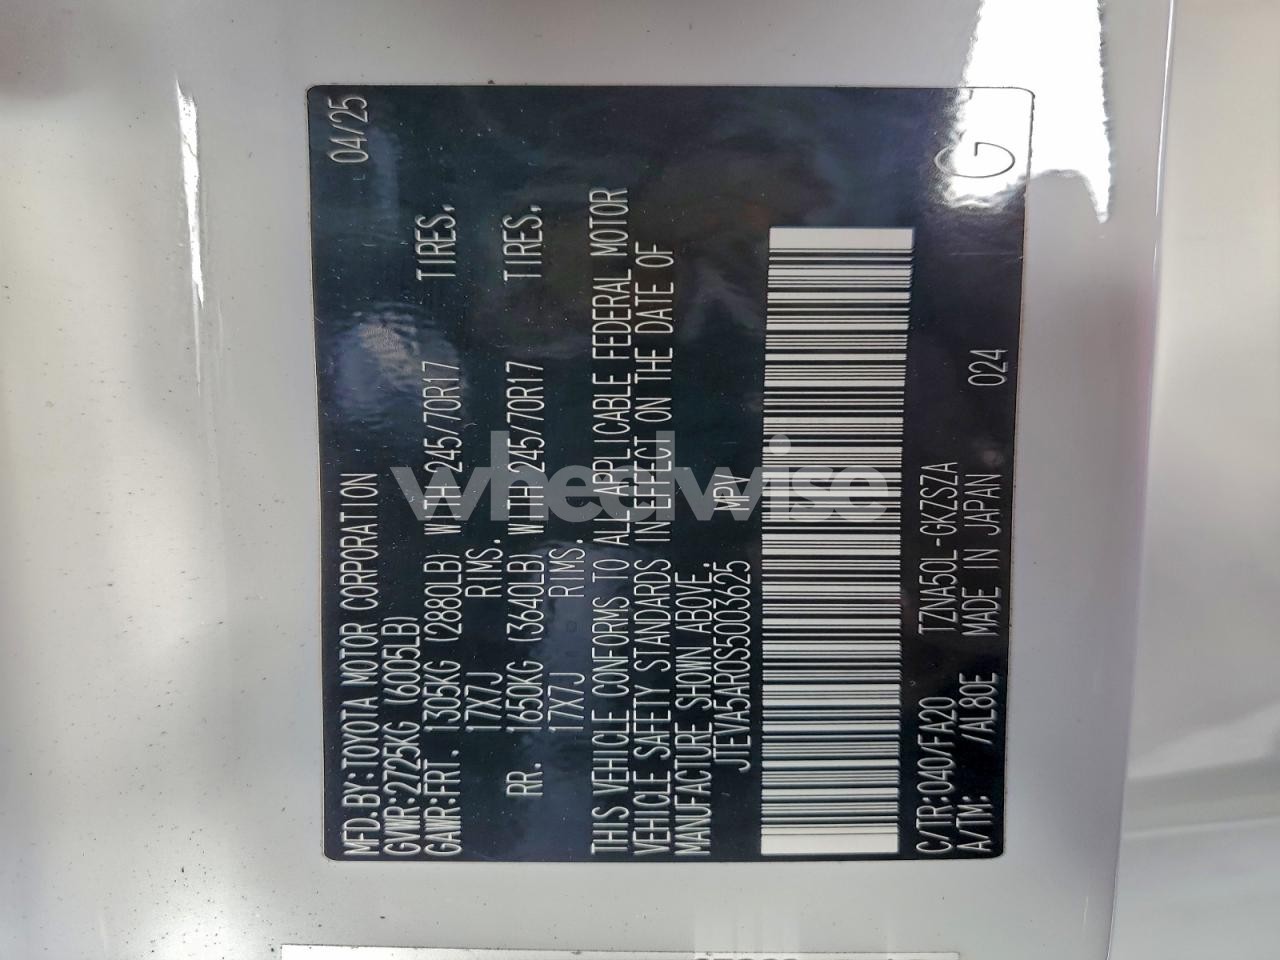 04/25
MFD.BY:TOYOTA MOTOR CORPORATION
GVWR:2725KG (6005LB)
GAWR:FRT. 1305KG (2880LB) WITH 245/70R17 TIRES.
17X7J RIMS.
RR. 1650KG (3640LB) WITH 245/70R17 TIRES.
17X7J RIMS.
THIS VEHICLE CONFORMS TO ALL APPLICABLE FEDERAL MOTOR
VEHICLE SAFETY STANDARDS IN EFFECT ON THE DATE OF
MANUFACTURE SHOWN ABOVE.
JTEVA5AR0S5003625 MPV
C/TR:040/FA20 TZNA50L-GKZSZA
A/TM: /AL80E MADE IN JAPAN 024
G
wheelwise